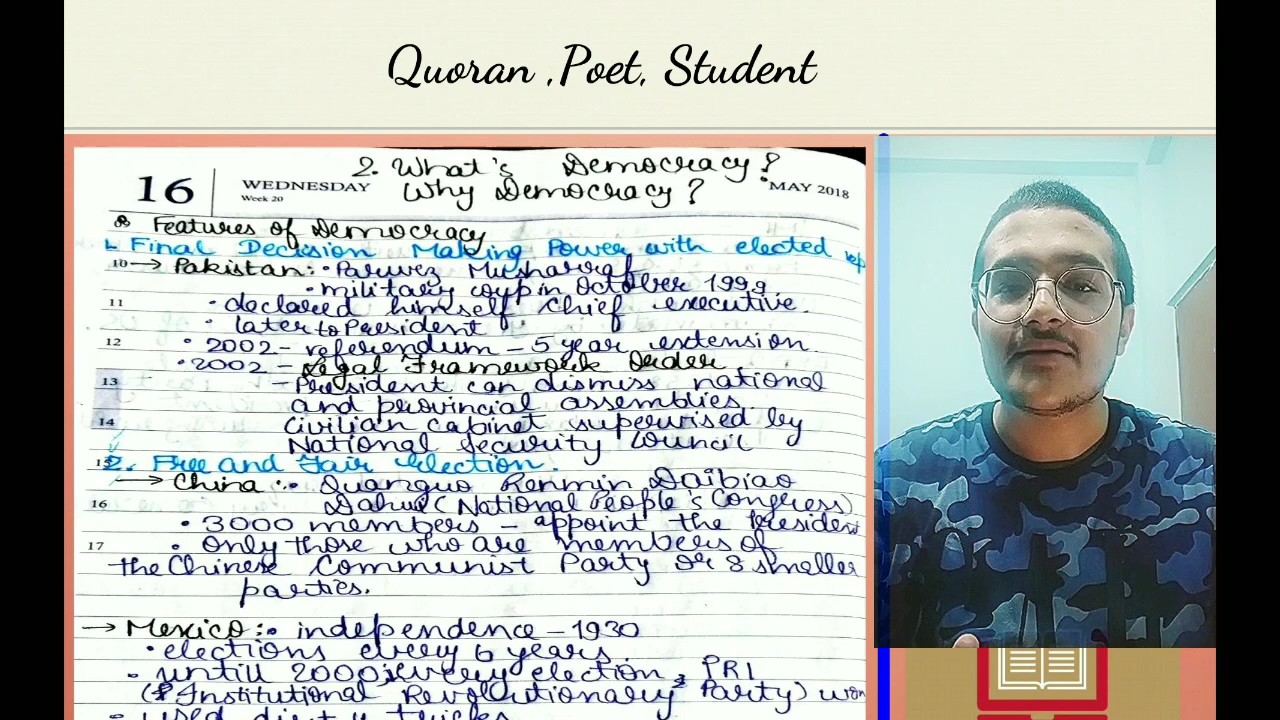 Quoran ,Poet, Student
2. What's Democracy?
16 WEDNESDAY Why Democracy? MAY 2018
Week 20
Features of Democracy
1. Final Decision Making Power with elected rep
10 → Pakistan: • Parvez Musharraf
• military coup in October 1999.
11 • declared himself Chief executive.
• later to President
12 • 2002 - referendum - 5 year extension
• 2002 - Legal Framework Order
13 - President can dismiss national
and provincial assemblies
14 Civilian cabinet supervised by
National Security Council
15 2. Free and Fair election.
→ China :• Quanguo Renmin Daibiao
16 Dahui (National People's Congress)
• 3000 members - appoint the President
17 • Only those who are members of
the Chinese Communist Party or 8 smaller
parties.
→ Mexico :• independence - 1930
• elections every 6 years.
• untill 2000, every election, PRI
(Institutional Revolutionary Party) won
• used dirty tricks